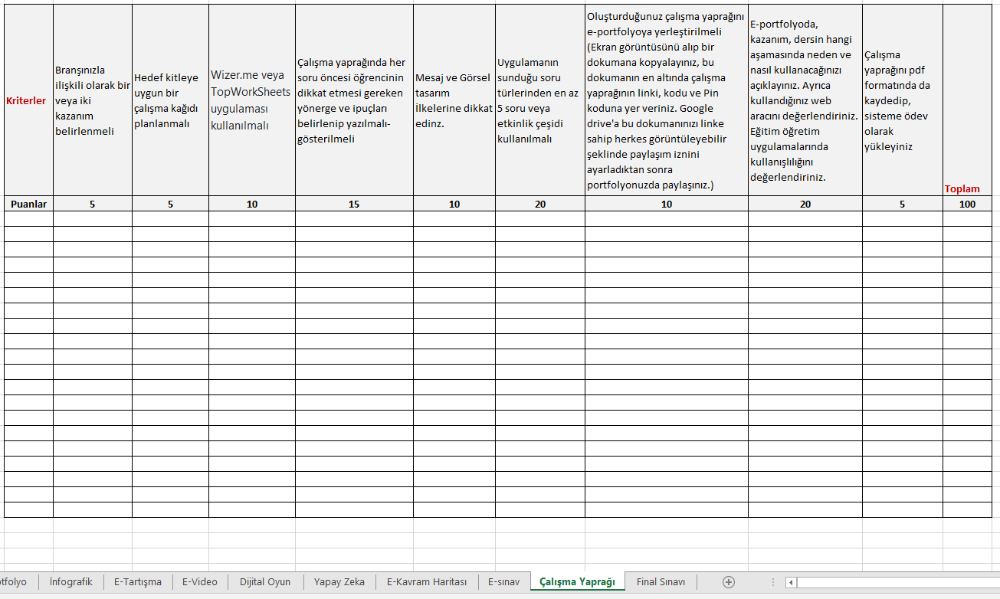 Kriterler
Branşınızla
ilişkili olarak bir
veya iki
kazanım
belirlenmeli
Hedef kitleye
uygun bir
çalışma kağıdı
planlanmalı
Wizer.me veya
TopWorkSheets
uygulaması
kullanılmalı
Çalışma yaprağında her
soru öncesi öğrencinin
dikkat etmesi gereken
yönerge ve ipuçları
belirlenip yazılmalı-
gösterilmeli
Mesaj ve Görsel
tasarım
İlkelerine dikkat
edinz.
Uygulamanın
sunduğu soru
türlerinden en az
5 soru veya
etkinlik çeşidi
kullanılmalı
Oluşturduğunuz çalışma yaprağını
e-portfolyoya yerleştirilmeli
(Ekran görüntüsünü alıp bir
dokumana kopyalayınız, bu
dokumanın en altında çalışma
yaprağının linki, kodu ve Pin
koduna yer veriniz. Google
drive'a bu dokumanınızı linke
sahip herkes görüntüleyebilir
şeklinde paylaşım iznini
ayarladıktan sonra
portfolyonuzda paylaşınız.)
E-portfolyoda,
kazanım, dersin hangi
aşamasında neden ve
nasıl kullanacağınızı
açıklayınız. Ayrıca
kullandığınız web
aracını değerlendiriniz.
Eğitim öğretim
uygulamalarında
kullanışlılığını
değerlendiriniz.
Çalışma
yaprağını pdf
formatında da
kaydedip,
sisteme ödev
olarak
yükleyiniz
Toplam
Puanlar 5 5 10 15 10 20 10 20 5 100
tfolyo İnfografik E-Tartışma E-Video Dijital Oyun Yapay Zeka E-Kavram Haritası E-sınav Çalışma Yaprağı Final Sınavı